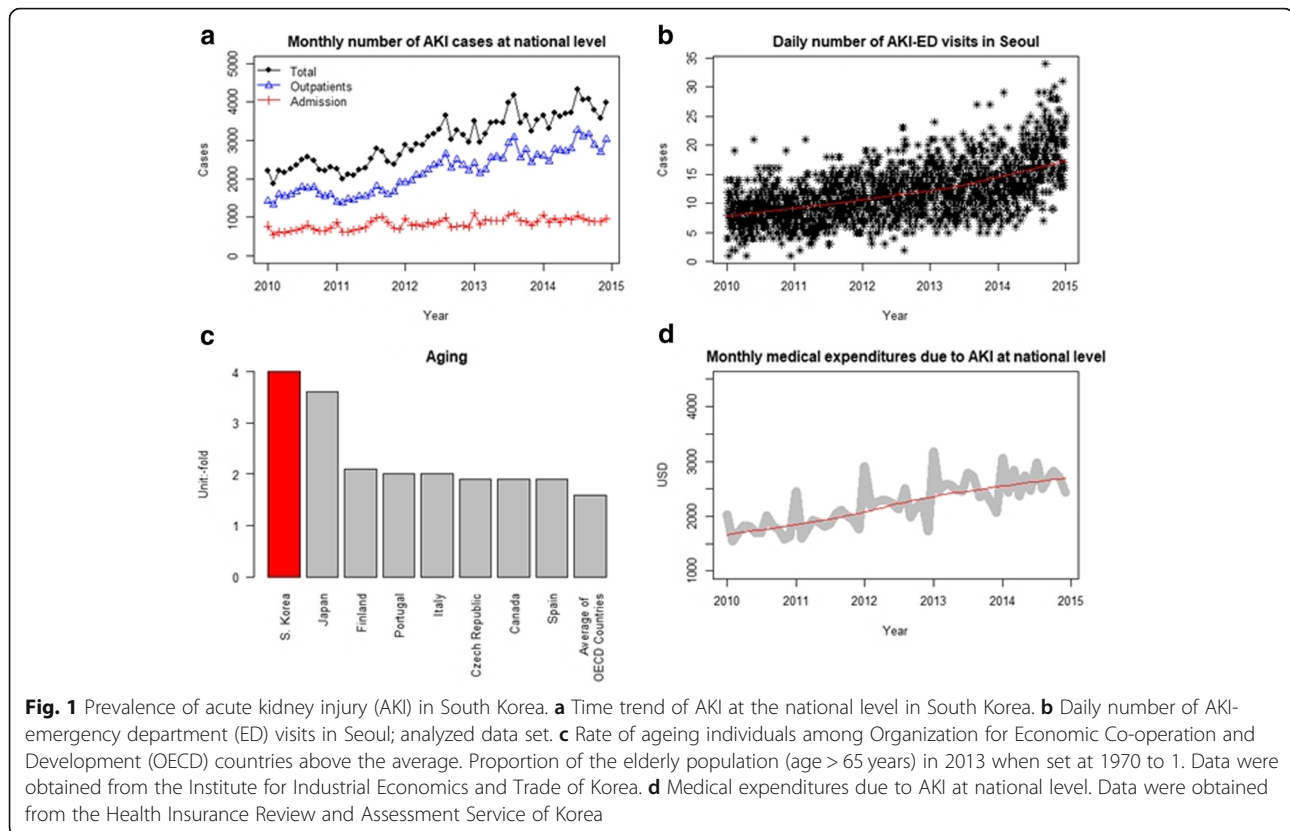 a
Monthly number of AKI cases at national level
5000
4000
3000
2000
1000
0
Cases
Total
Outpatients
Admission
2010 2011 2012 2013 2014 2015
Year
b
Daily number of AKI-ED visits in Seoul
35
30
25
20
15
10
5
0
Cases
2010 2011 2012 2013 2014 2015
Year
c
Aging
4
3
2
1
0
Unit:-fold
S. Korea
Japan
Finland
Portugal
Italy
Czech Republic
Canada
Spain
Average of
OECD Countries
d
Monthly medical expenditures due to AKI at national level
4000
3000
2000
1000
USD
2010 2011 2012 2013 2014 2015
Year
Fig. 1 Prevalence of acute kidney injury (AKI) in South Korea. a Time trend of AKI at the national level in South Korea. b Daily number of AKI-
emergency department (ED) visits in Seoul; analyzed data set. c Rate of ageing individuals among Organization for Economic Co-operation and
Development (OECD) countries above the average. Proportion of the elderly population (age > 65 years) in 2013 when set at 1970 to 1. Data were
obtained from the Institute for Industrial Economics and Trade of Korea. d Medical expenditures due to AKI at national level. Data were obtained
from the Health Insurance Review and Assessment Service of Korea